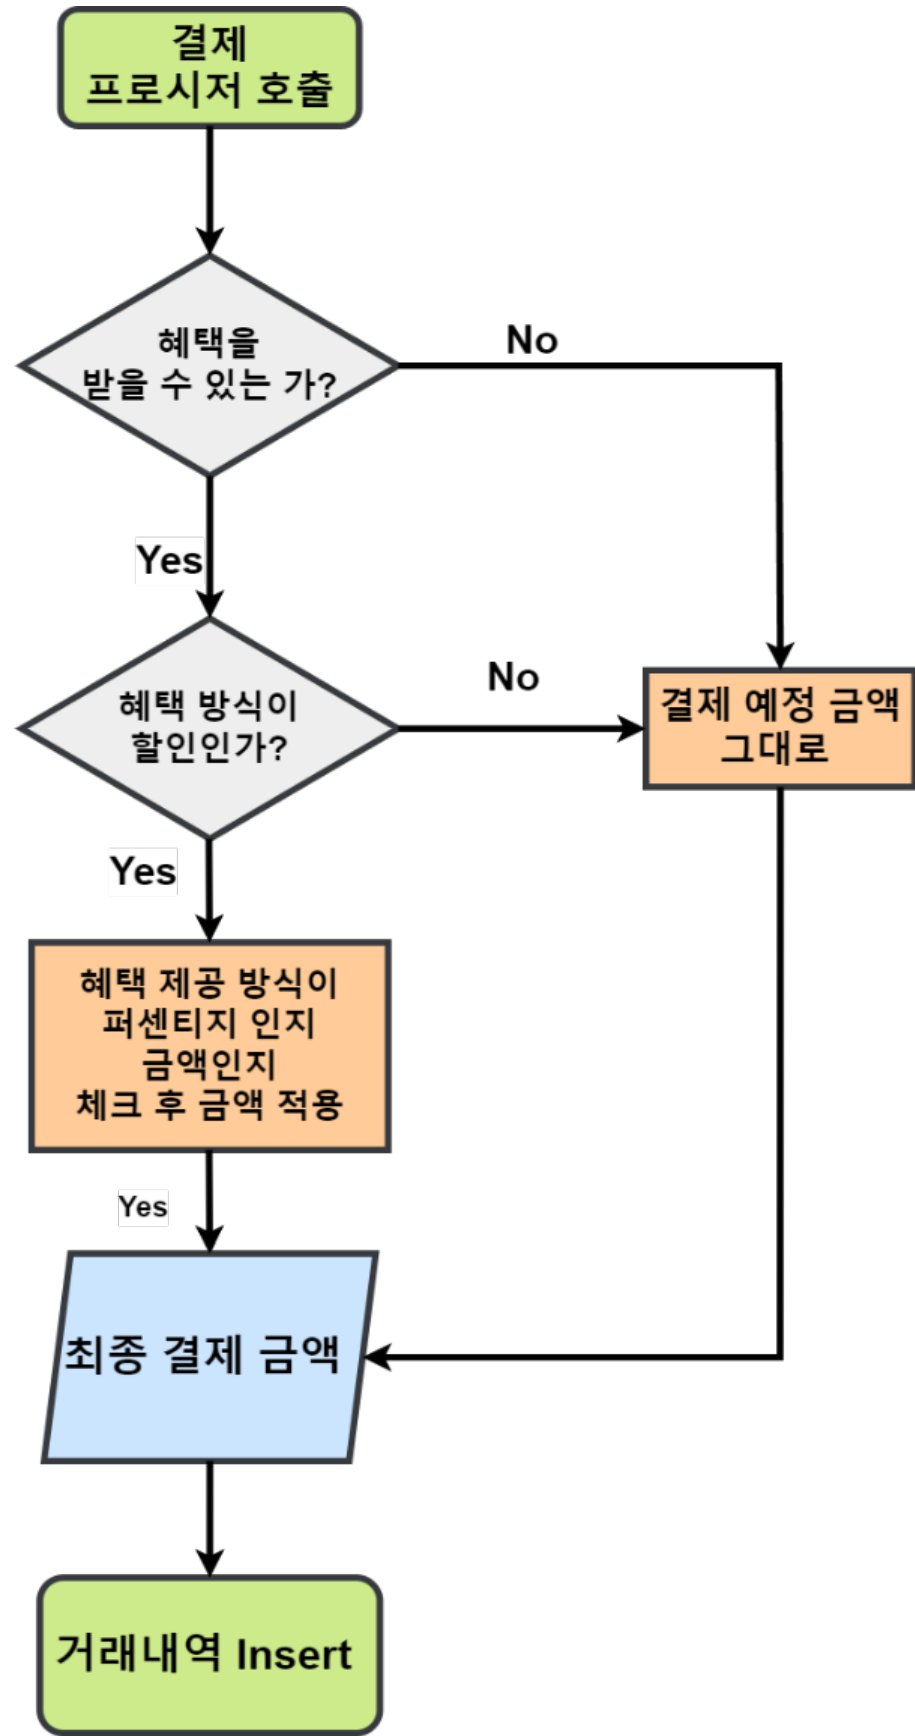 결제
프로시저 호출
혜택을
받을 수 있는 가?
No
Yes
혜택 방식이
할인인가?
No
결제 예정 금액
그대로
Yes
혜택 제공 방식이
퍼센티지 인지
금액인지
체크 후 금액 적용
Yes
최종 결제 금액
거래내역 Insert